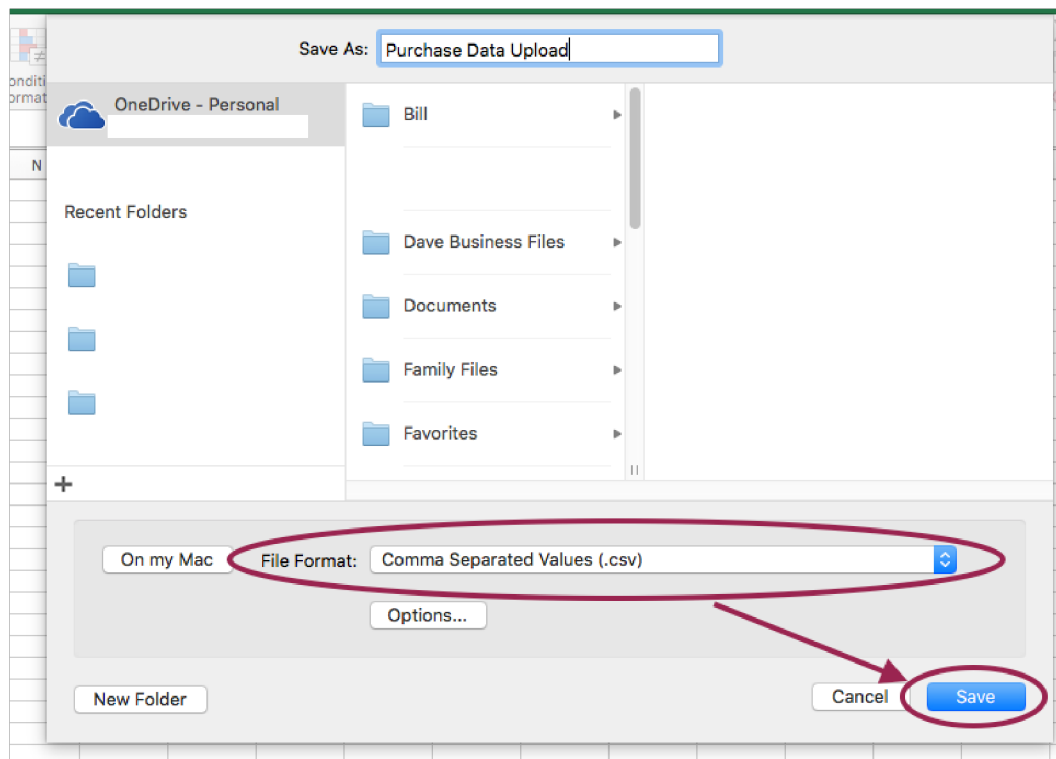 Save As: Purchase Data Upload
OneDrive - Personal
Recent Folders
Bill
Dave Business Files
Documents
Family Files
Favorites
N
On my Mac
File Format: Comma Separated Values (.csv)
Options...
New Folder
Cancel
Save